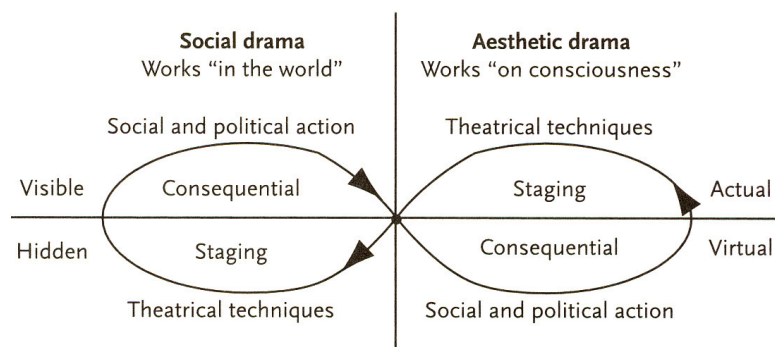 Social drama
Works “in the world”
Aesthetic drama
Works “on consciousness”
Social and political action
Theatrical techniques
Visible
Consequential
Staging
Actual
Hidden
Staging
Consequential
Virtual
Theatrical techniques
Social and political action